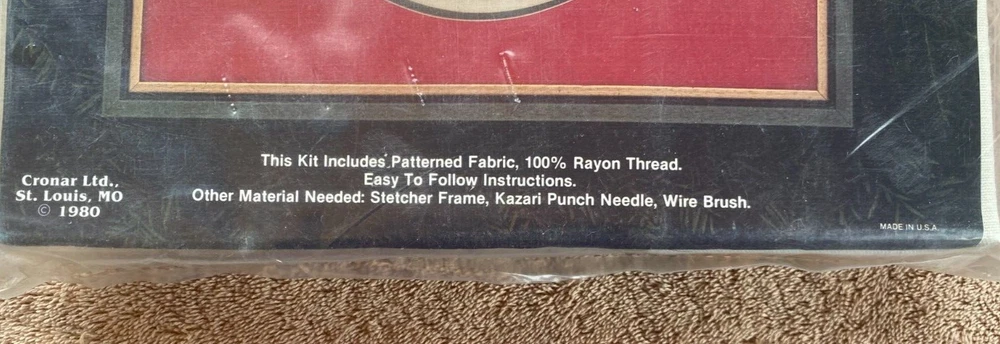 This Kit Includes Patterned Fabric, 100% Rayon Thread.
Easy To Follow Instructions.
Other Material Needed: Stetcher Frame, Kazari Punch Needle, Wire Brush.
Cronar Ltd.,
St. Louis, MO
© 1980
MADE IN U.S.A.